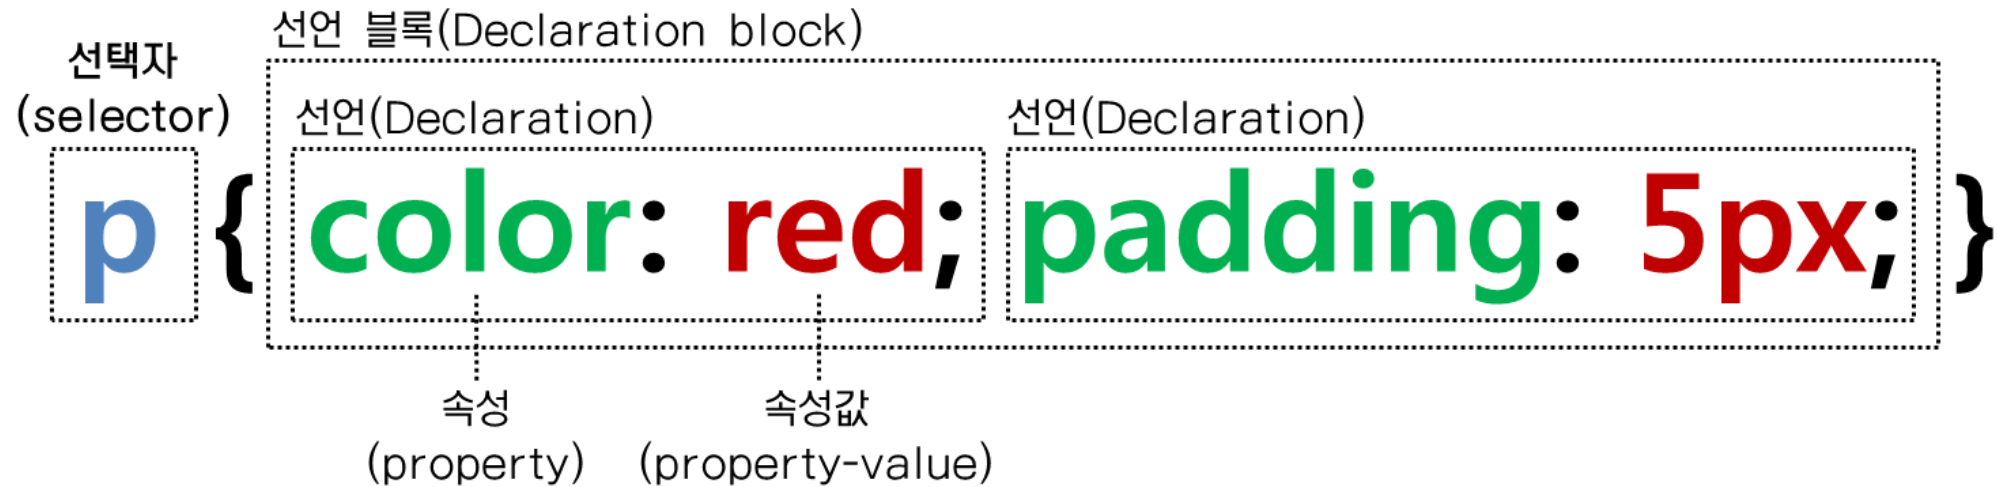 선언 블록(Declaration block)
선택자
(selector)
선언(Declaration)
선언(Declaration)
p { color: red; padding: 5px; }
속성
(property)
속성값
(property-value)